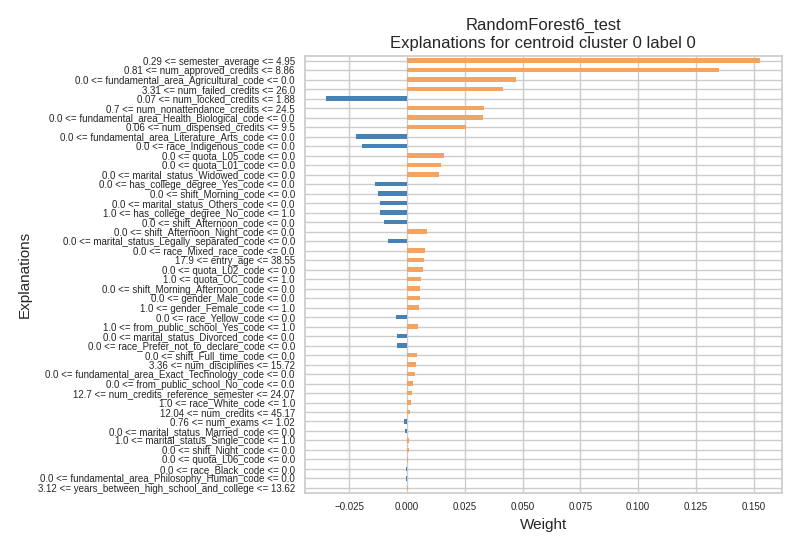 RandomForest6_test
Explanations for centroid cluster 0 label 0
Explanations
0.29 <= semester_average <= 4.95
0.81 <= num_approved_credits <= 8.86
0.0 <= fundamental_area_Agricultural_code <= 0.0
3.31 <= num_failed_credits <= 26.0
0.07 <= num_locked_credits <= 1.88
0.7 <= num_nonattendance_credits <= 24.5
0.0 <= fundamental_area_Health_Biological_code <= 0.0
0.06 <= num_dispensed_credits <= 9.5
0.0 <= fundamental_area_Literature_Arts_code <= 0.0
0.0 <= race_Indigenous_code <= 0.0
0.0 <= quota_L05_code <= 0.0
0.0 <= quota_L01_code <= 0.0
0.0 <= marital_status_Widowed_code <= 0.0
0.0 <= has_college_degree_Yes_code <= 0.0
0.0 <= shift_Morning_code <= 0.0
0.0 <= marital_status_Others_code <= 0.0
1.0 <= has_college_degree_No_code <= 1.0
0.0 <= shift_Afternoon_code <= 0.0
0.0 <= shift_Afternoon_Night_code <= 0.0
0.0 <= marital_status_Legally_separated_code <= 0.0
0.0 <= race_Mixed_race_code <= 0.0
17.9 <= entry_age <= 38.55
0.0 <= quota_L02_code <= 0.0
1.0 <= quota_OC_code <= 1.0
0.0 <= shift_Morning_Afternoon_code <= 0.0
0.0 <= gender_Male_code <= 0.0
1.0 <= gender_Female_code <= 1.0
0.0 <= race_Yellow_code <= 0.0
1.0 <= from_public_school_Yes_code <= 1.0
0.0 <= marital_status_Divorced_code <= 0.0
0.0 <= race_Prefer_not_to_declare_code <= 0.0
0.0 <= shift_Full_time_code <= 0.0
3.36 <= num_disciplines <= 15.72
0.0 <= fundamental_area_Exact_Technology_code <= 0.0
0.0 <= from_public_school_No_code <= 0.0
12.7 <= num_credits_reference_semester <= 24.07
1.0 <= race_White_code <= 1.0
12.04 <= num_credits <= 45.17
0.76 <= num_exams <= 1.02
0.0 <= marital_status_Married_code <= 0.0
1.0 <= marital_status_Single_code <= 1.0
0.0 <= shift_Night_code <= 0.0
0.0 <= quota_L06_code <= 0.0
0.0 <= race_Black_code <= 0.0
0.0 <= fundamental_area_Philosophy_Human_code <= 0.0
3.12 <= years_between_high_school_and_college <= 13.62
−0.025 0.000 0.025 0.050 0.075 0.100 0.125 0.150
Weight